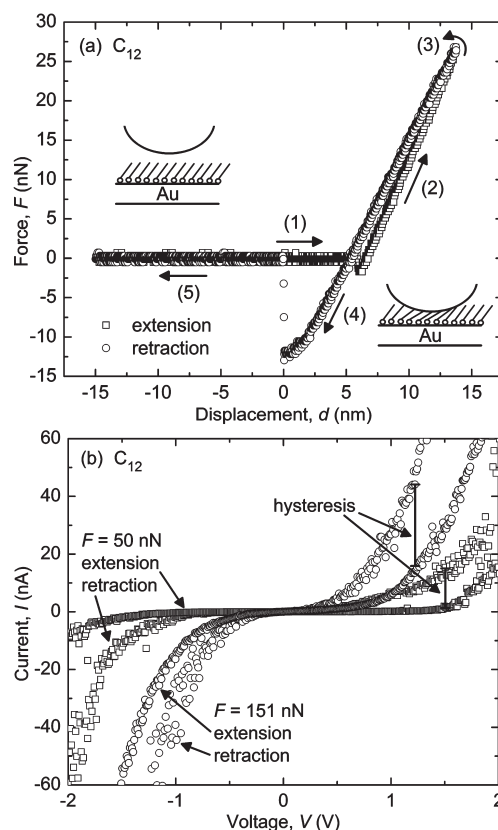 (a) C12
30
25
20
15
10
5
0
-5
-10
-15
Force, F (nN)
(3)
(2)
(1)
(5)
(4)
Au
Au
extension
retraction
-15 -10 -5 0 5 10 15
Displacement, d (nm)
(b) C12
60
40
20
0
-20
-40
-60
Current, I (nA)
hysteresis
F = 50 nN
extension
retraction
F = 151 nN
extension
retraction
-2 -1 0 1 2
Voltage, V (V)